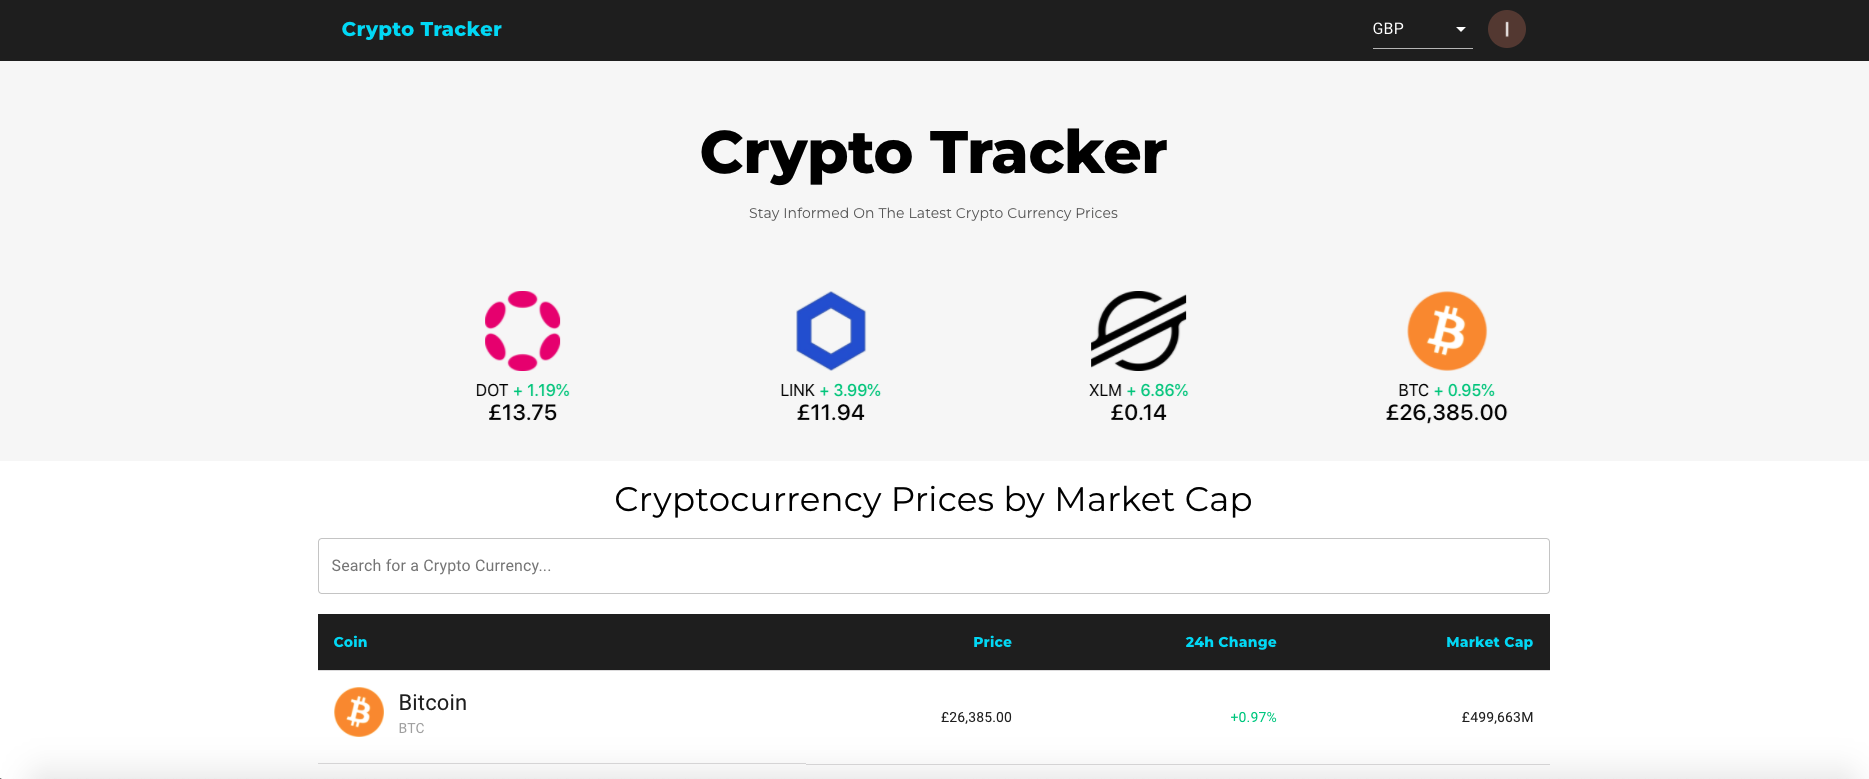 Crypto Tracker
GBP
I
Crypto Tracker
Stay Informed On The Latest Crypto Currency Prices
DOT + 1.19%
£13.75
LINK + 3.99%
£11.94
XLM + 6.86%
£0.14
BTC + 0.95%
£26,385.00
Cryptocurrency Prices by Market Cap
Search for a Crypto Currency...
Coin Price 24h Change Market Cap
Bitcoin
BTC
£26,385.00 +0.97% £499,663M